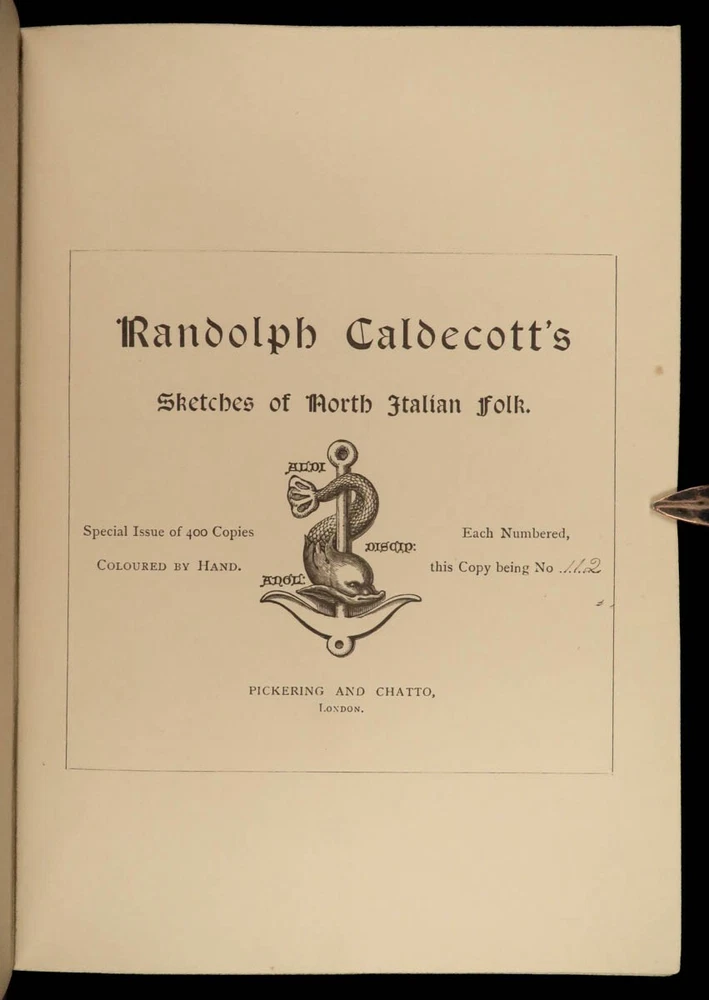 Randolph Caldecott's
Sketches of North Italian Folk.
ALDI
DISCIP:
ANGL:
Special Issue of 400 Copies
COLOURED BY HAND.
Each Numbered,
this Copy being No 112
PICKERING AND CHATTO,
LONDON.